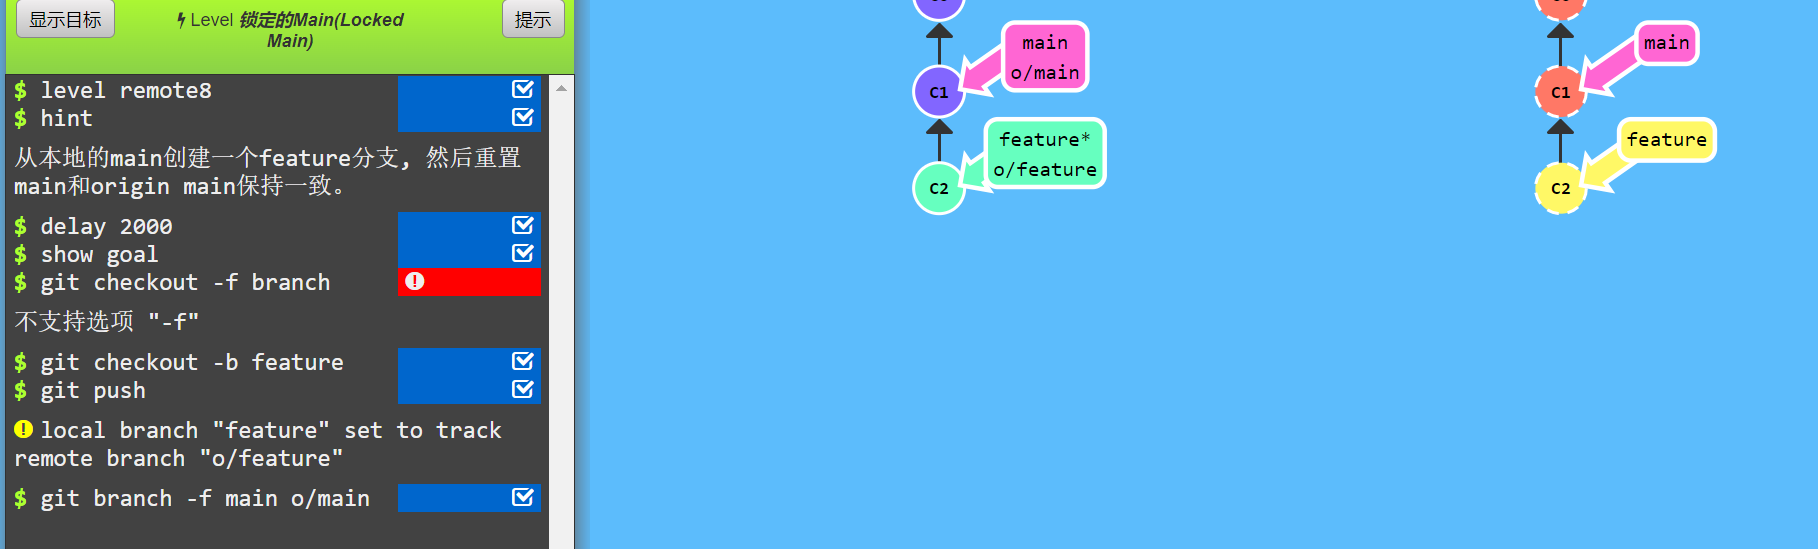 显示目标
Level 锁定的Main(Locked
Main)
提示
$ level remote8
$ hint
从本地的main创建一个feature分支, 然后重置
main和origin main保持一致。
$ delay 2000
$ show goal
$ git checkout -f branch
不支持选项 "-f"
$ git checkout -b feature
$ git push
local branch "feature" set to track
remote branch "o/feature"
$ git branch -f main o/main
main
o/main
C1
feature*
o/feature
C2
main
C1
feature
C2